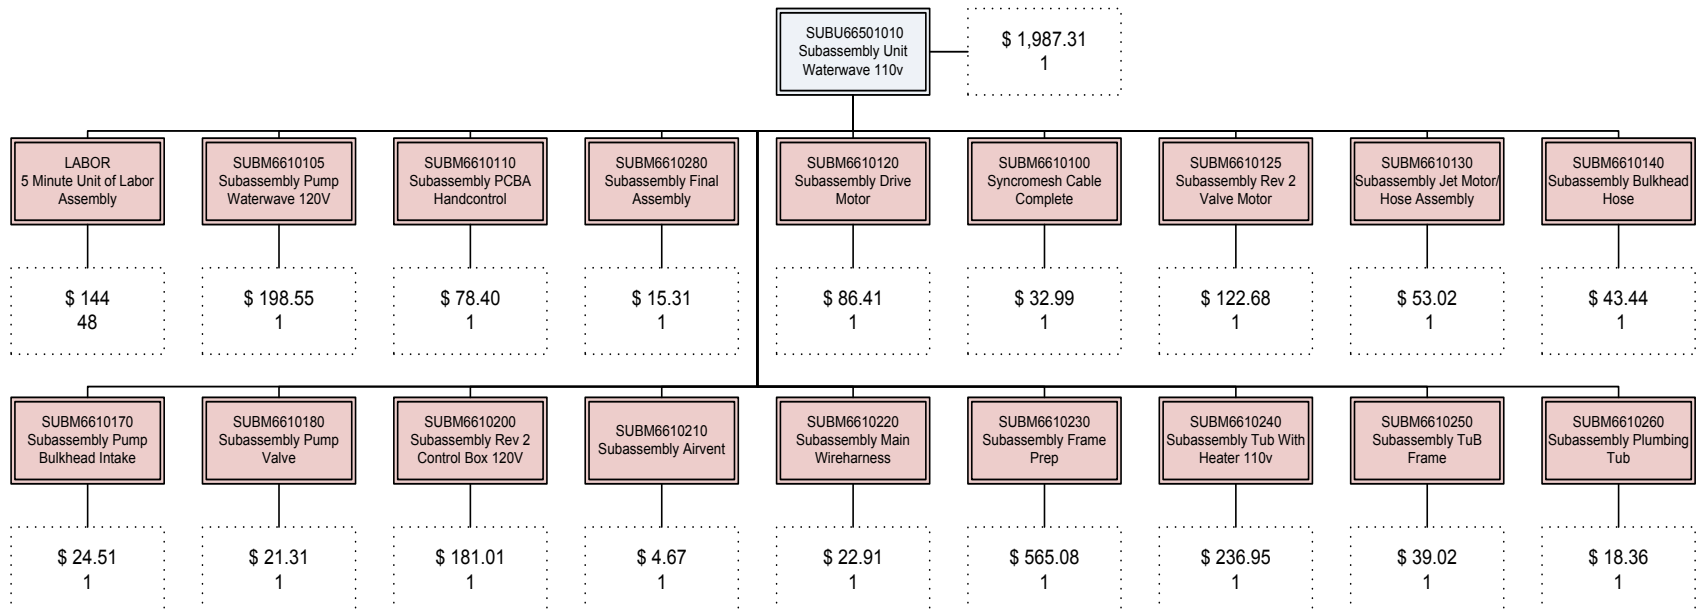 SUBU66501010
Subassembly Unit
Waterwave 110v
$ 1,987.31
1
LABOR
5 Minute Unit of Labor
Assembly
SUBM6610105
Subassembly Pump
Waterwave 120V
SUBM6610110
Subassembly PCBA
Handcontrol
SUBM6610280
Subassembly Final
Assembly
SUBM6610120
Subassembly Drive
Motor
SUBM6610100
Syncromesh Cable
Complete
SUBM6610125
Subassembly Rev 2
Valve Motor
SUBM6610130
Subassembly Jet Motor/
Hose Assembly
SUBM6610140
Subassembly Bulkhead
Hose
$ 144
48
$ 198.55
1
$ 78.40
1
$ 15.31
1
$ 86.41
1
$ 32.99
1
$ 122.68
1
$ 53.02
1
$ 43.44
1
SUBM6610170
Subassembly Pump
Bulkhead Intake
SUBM6610180
Subassembly Pump
Valve
SUBM6610200
Subassembly Rev 2
Control Box 120V
SUBM6610210
Subassembly Airvent
SUBM6610220
Subassembly Main
Wireharness
SUBM6610230
Subassembly Frame
Prep
SUBM6610240
Subassembly Tub With
Heater 110v
SUBM6610250
Subassembly TuB
Frame
SUBM6610260
Subassembly Plumbing
Tub
$ 24.51
1
$ 21.31
1
$ 181.01
1
$ 4.67
1
$ 22.91
1
$ 565.08
1
$ 236.95
1
$ 39.02
1
$ 18.36
1